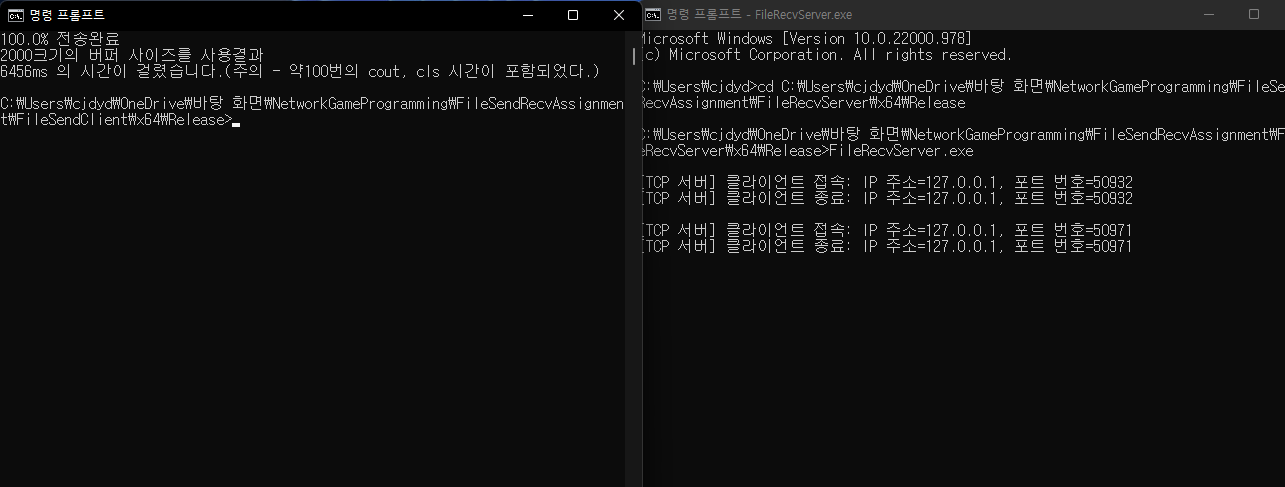 명령 프롬프트
100.0% 전송완료
2000크기의 버퍼 사이즈를 사용결과
6456ms 의 시간이 걸렸습니다.(주의 - 약100번의 cout, cls 시간이 포함되었다.)
C:₩Users₩cjdyd₩OneDrive₩바탕 화면₩NetworkGameProgramming₩FileSendRecvAssignmen
t₩FileSendClient₩x64₩Release>
명령 프롬프트 - FileRecvServer.exe
Microsoft Windows [Version 10.0.22000.978]
(c) Microsoft Corporation. All rights reserved.
C:₩Users₩cjdyd>cd C:₩Users₩cjdyd₩OneDrive₩바탕 화면₩NetworkGameProgramming₩FileSe
RecvAssignment₩FileRecvServer₩x64₩Release
C:₩Users₩cjdyd₩OneDrive₩바탕 화면₩NetworkGameProgramming₩FileSendRecvAssignment₩F
eRecvServer₩x64₩Release>FileRecvServer.exe
[TCP 서버] 클라이언트 접속: IP 주소=127.0.0.1, 포트 번호=50932
[TCP 서버] 클라이언트 종료: IP 주소=127.0.0.1, 포트 번호=50932
[TCP 서버] 클라이언트 접속: IP 주소=127.0.0.1, 포트 번호=50971
[TCP 서버] 클라이언트 종료: IP 주소=127.0.0.1, 포트 번호=50971